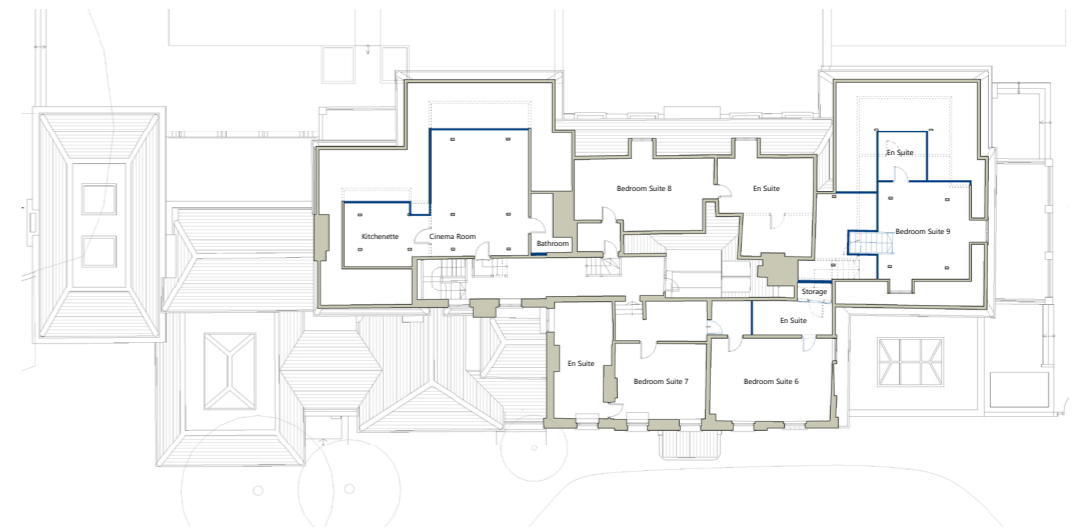 En Suite
Bedroom Suite 8
En Suite
Kitchenette
Cinema Room
Bathroom
Bedroom Suite 9
Storage
En Suite
En Suite
Bedroom Suite 7
Bedroom Suite 6